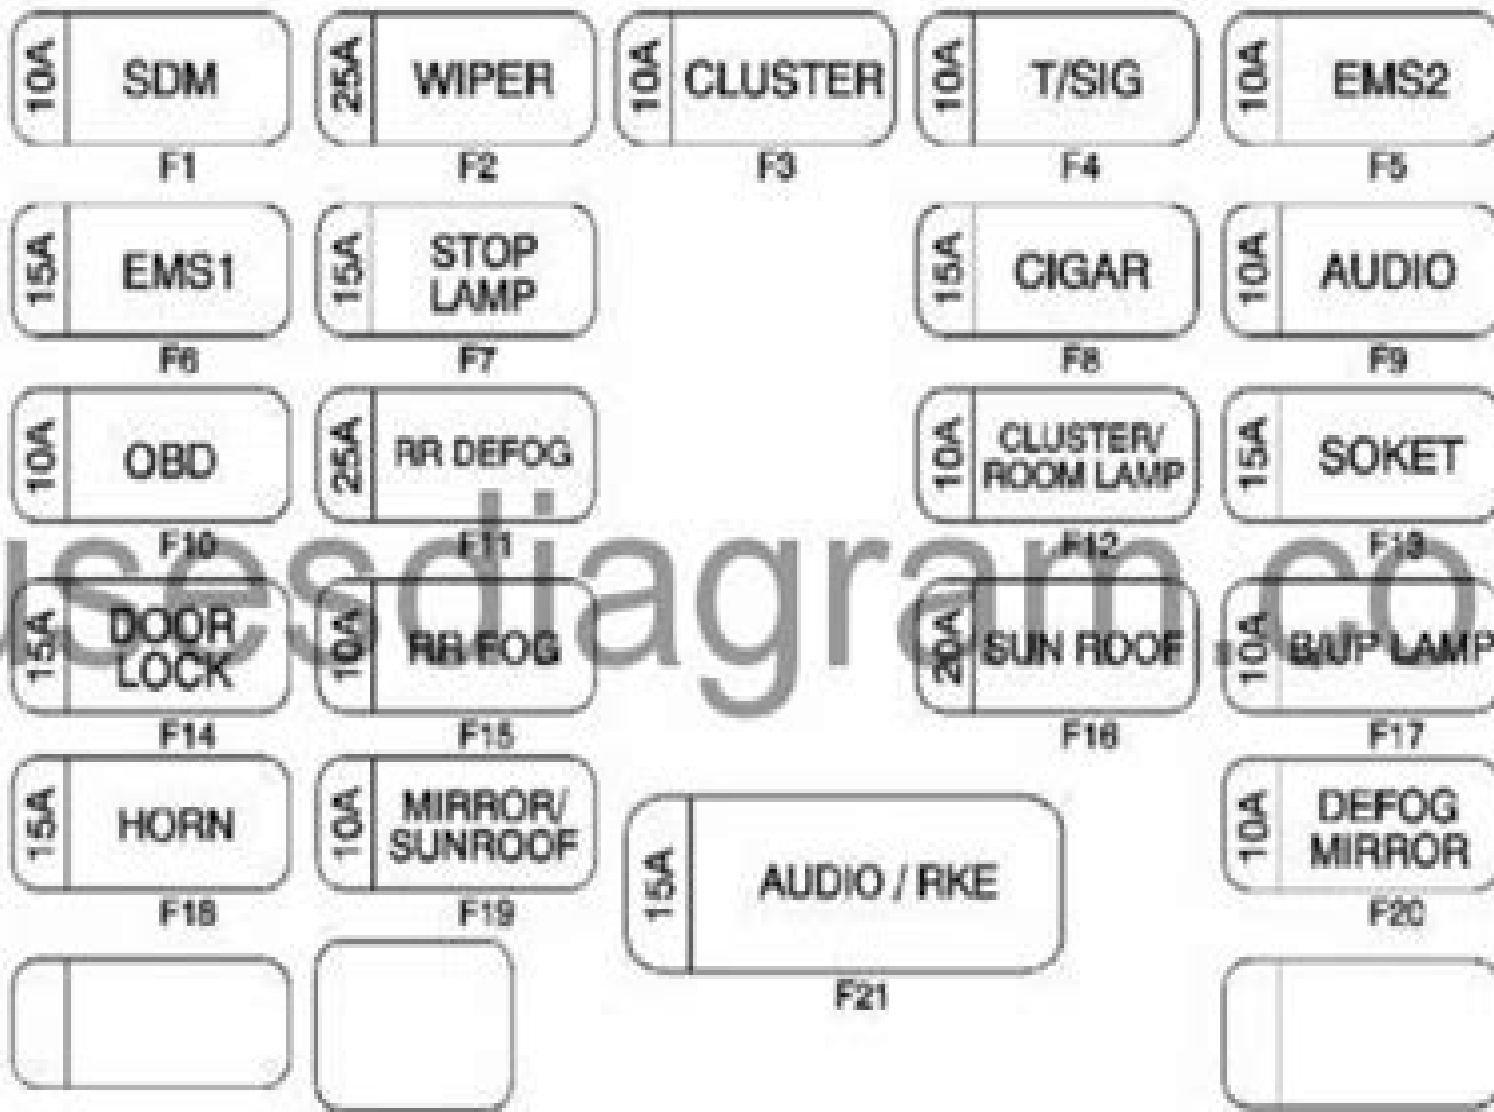 10A SDM
25A WIPER
10A CLUSTER
10A T/SIG
10A EMS2
F1
F2
F3
F4
F5
15A EMS1
15A STOP
LAMP
15A CIGAR
10A AUDIO
F6
F7
F8
F9
10A OBD
25A RR DEFOG
10A CLUSTER/
ROOM LAMP
15A SOKET
F10
F11
F12
F13
usesdiagram.co
15A DOOR
LOCK
10A RR FOG
20A SUN ROOF
10A B/UP LAMP
F14
F15
F16
F17
15A HORN
10A MIRROR/
SUNROOF
15A AUDIO / RKE
10A DEFOG
MIRROR
F18
F19
F20
F21